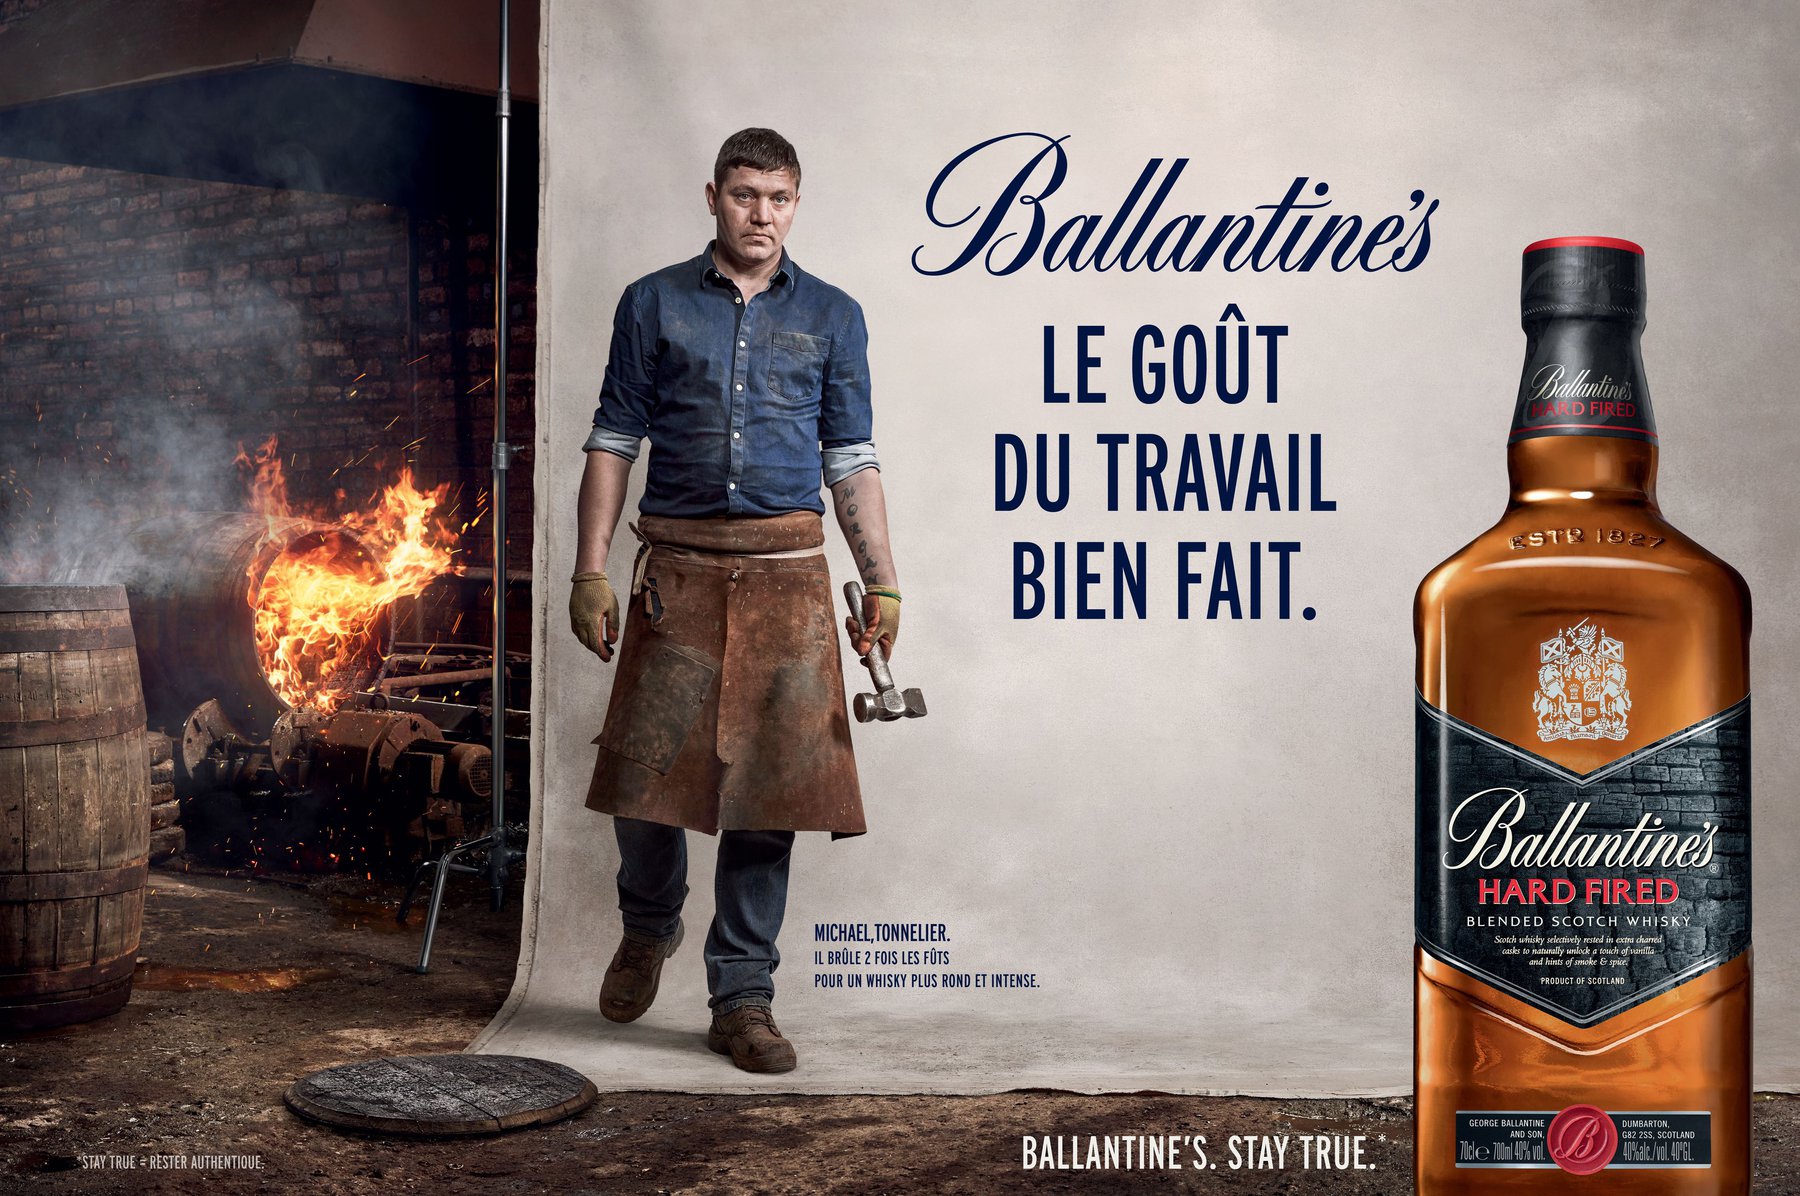 Ballantine's
LE GOÛT
DU TRAVAIL
BIEN FAIT.
MORGAN
MICHAEL,TONNELIER.
IL BRÛLE 2 FOIS LES FÛTS
POUR UN WHISKY PLUS ROND ET INTENSE.
Ballantine's
HARD FIRED
ESTD 1827
Ballantine's®
HARD FIRED
BLENDED SCOTCH WHISKY
Scotch whisky selectively rested in extra charred
casks to naturally unlock a touch of vanilla
and hints of smoke & spice.
PRODUCT OF SCOTLAND
GEORGE BALLANTINE
AND SON,
70cl e 700ml 40% vol.
B
DUMBARTON,
G82 2SS, SCOTLAND
40%alc./vol. 40°GL.
BALLANTINE'S. STAY TRUE.*
*STAY TRUE = RESTER AUTHENTIQUE.